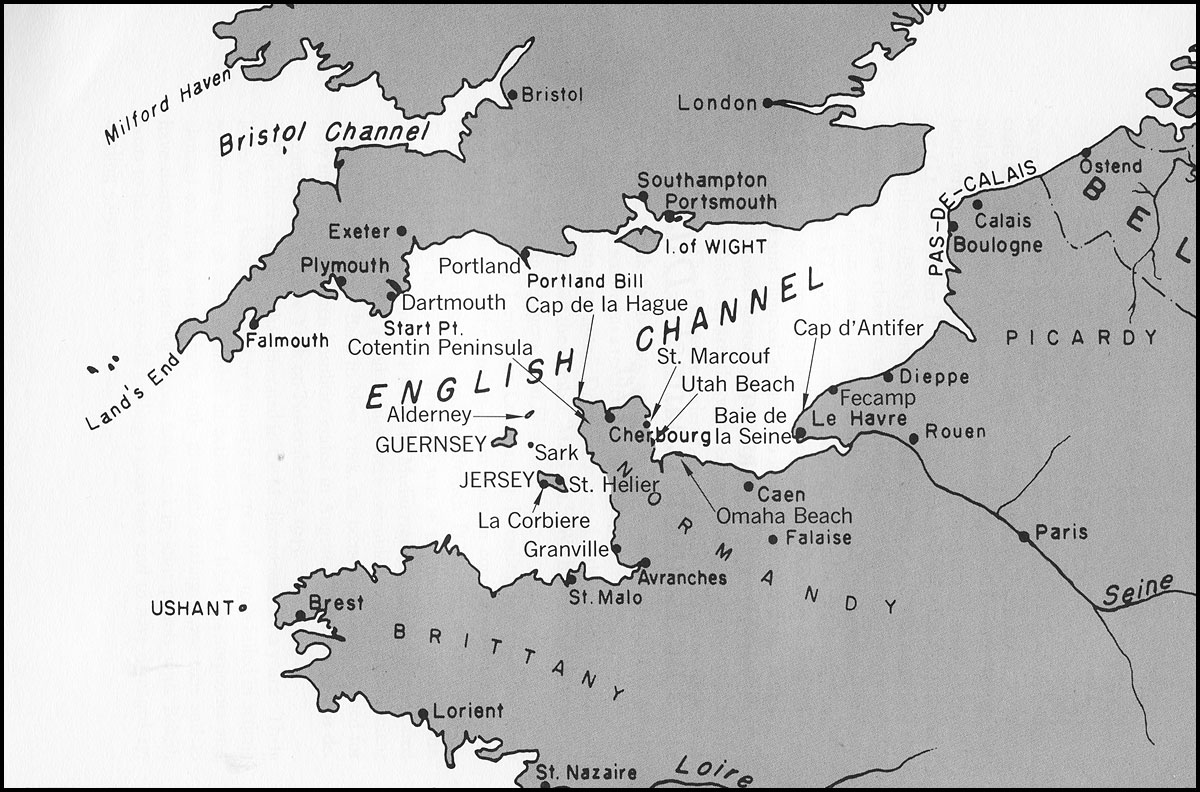 Milford Haven
Bristol Channel
Bristol
London
Ostend
PAS-DE-CALAIS
Calais
Boulogne
B E L
S
Southampton
Portsmouth
I. of WIGHT
Exeter
Plymouth
Portland
Portland Bill
Dartmouth
Cap de la Hague
Start Pt.
Falmouth
Land's End
Cotentin Peninsula
ENGLISH CHANNEL
Cap d'Antifer
PICARDY
St. Marcouf
Utah Beach
Dieppe
Fecamp
Alderney
Baie de
la Seine
Le Havre
Cherbourg
Rouen
GUERNSEY
Sark
JERSEY
St. Helier
La Corbiere
NORMANDY
Caen
Omaha Beach
Falaise
Paris
Granville
Avranches
St. Malo
Seine
USHANT
Brest
BRITTANY
Lorient
St. Nazaire
Loire